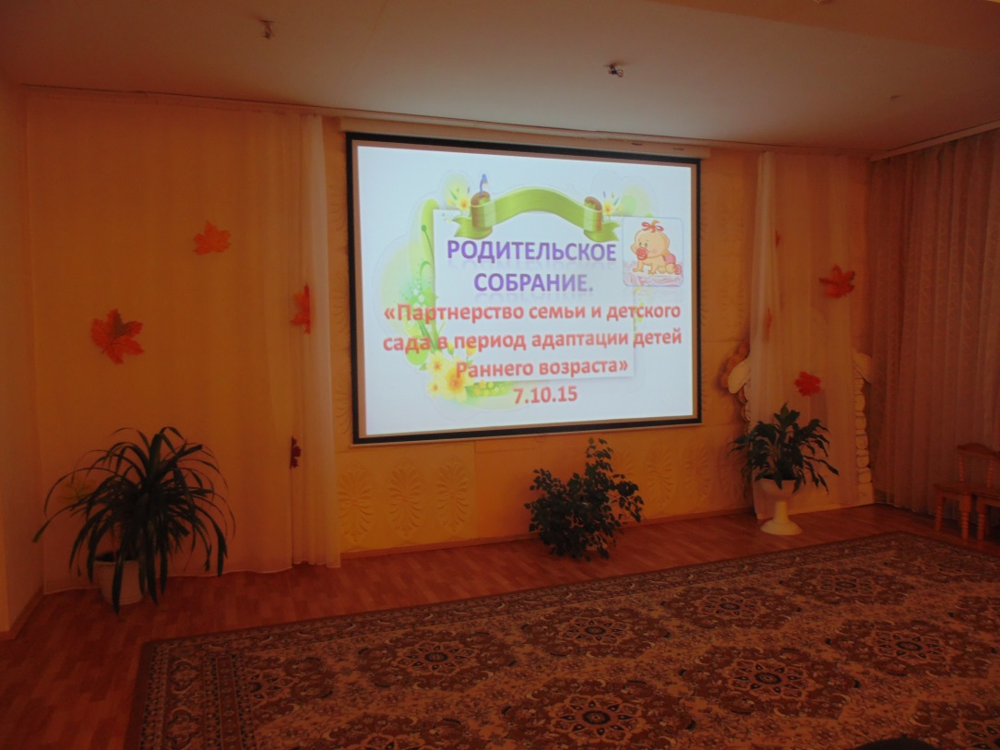 РОДИТЕЛЬСКОЕ
СОБРАНИЕ.
«Партнерство семьи и детского
сада в период адаптации детей
Раннего возраста»
7.10.15